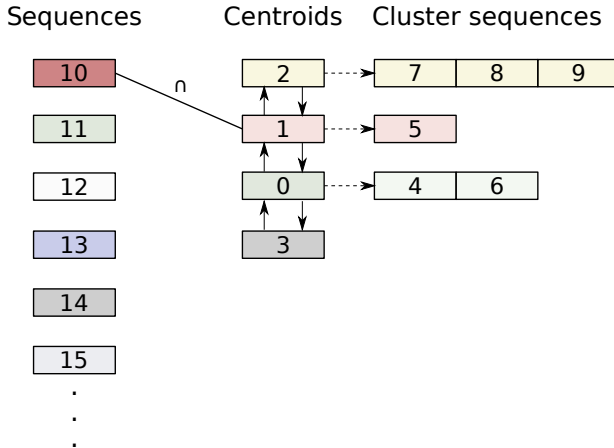 Sequences Centroids Cluster sequences
10 ∩ 2 7 8 9
11 1 5
12 0 4 6
13 3
14
15
.
.
.